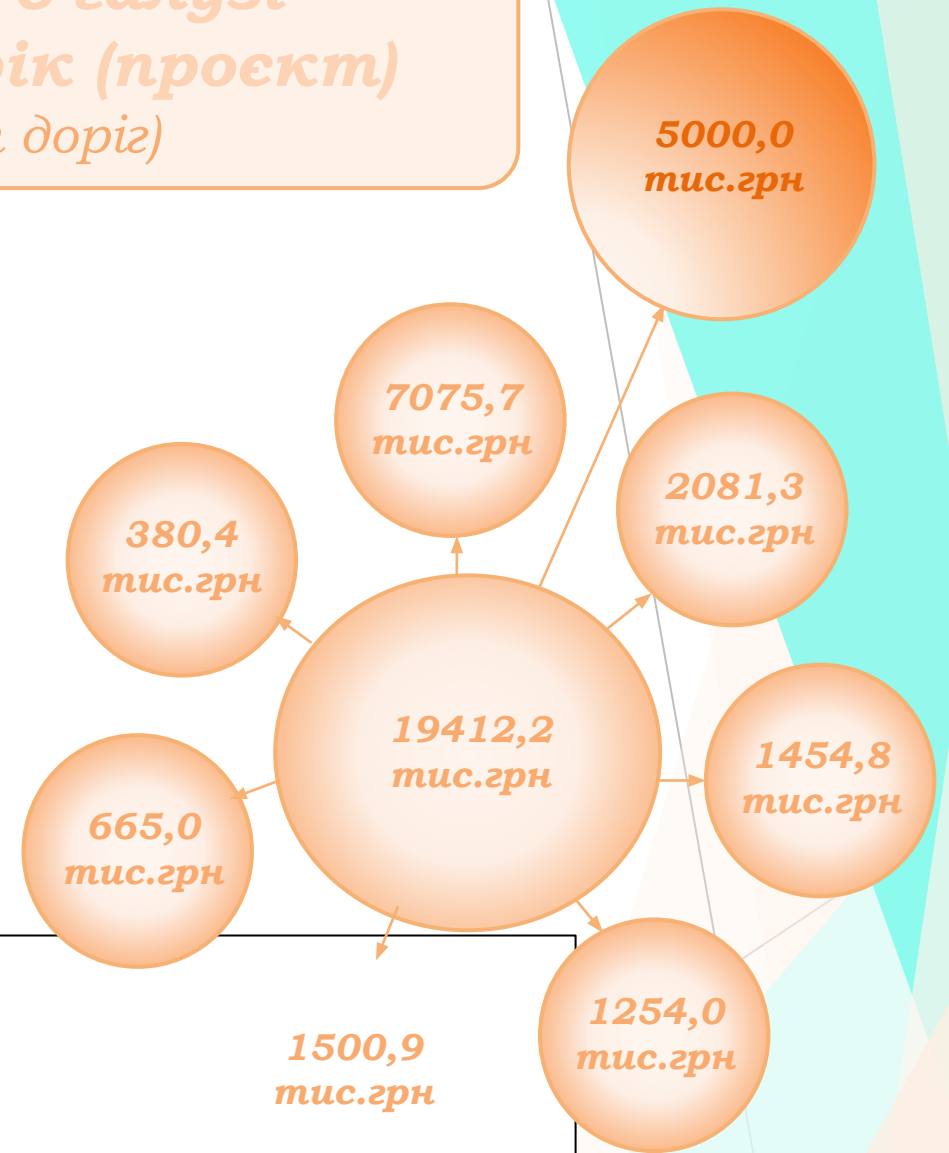 рік (проєкт)
доріг)
5000,0
тис.грн
7075,7
тис.грн
2081,3
тис.грн
380,4
тис.грн
19412,2
тис.грн
1454,8
тис.грн
665,0
тис.грн
1254,0
тис.грн
1500,9
тис.грн